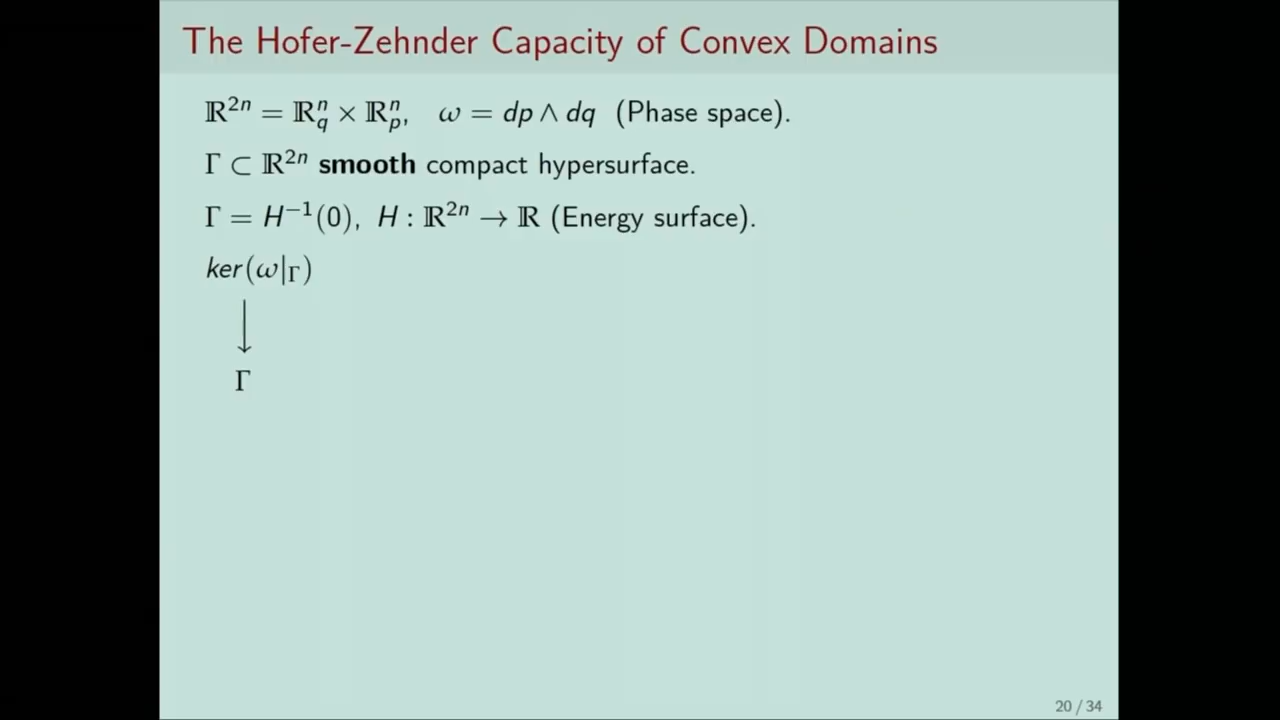 The Hofer-Zehnder Capacity of Convex Domains
ℝ²ⁿ = ℝⁿ_q × ℝⁿ_p, ω = dp ∧ dq (Phase space).
Γ ⊂ ℝ²ⁿ smooth compact hypersurface.
Γ = H⁻¹(0), H : ℝ²ⁿ → ℝ (Energy surface).
ker(ω|_Γ)
↓
Γ
20 / 34